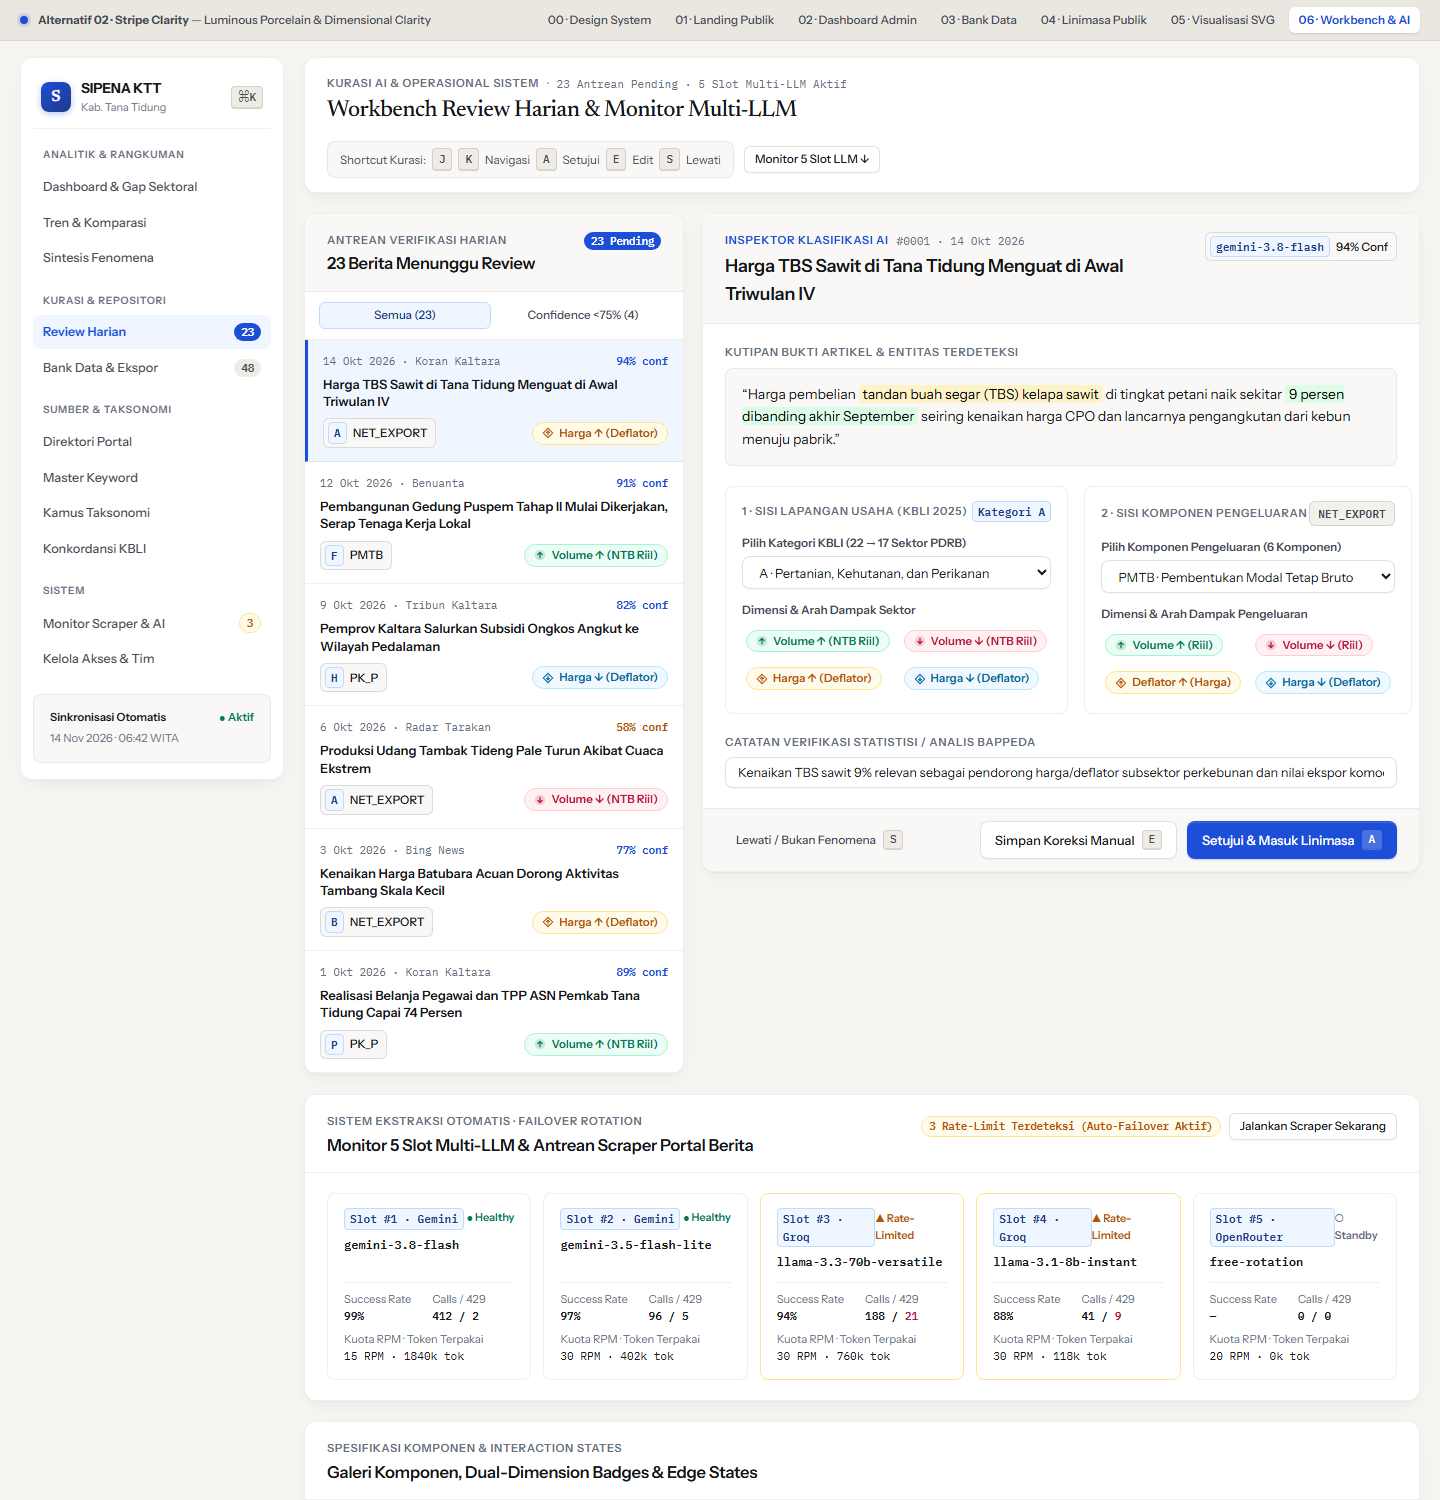 Alternatif 02 · Stripe Clarity — Luminous Porcelain & Dimensional Clarity
00 · Design System
01 · Landing Publik
02 · Dashboard Admin
03 · Bank Data
04 · Linimasa Publik
05 · Visualisasi SVG
06 · Workbench & AI
S
SIPENA KTT
Kab. Tana Tidung
⌘K
ANALITIK & RANGKUMAN
Dashboard & Gap Sektoral
Tren & Komparasi
Sintesis Fenomena
KURASI & REPOSITORI
Review Harian 23
Bank Data & Ekspor 48
SUMBER & TAKSONOMI
Direktori Portal
Master Keyword
Kamus Taksonomi
Konkordansi KBLI
SISTEM
Monitor Scraper & AI 3
Kelola Akses & Tim
Sinkronisasi Otomatis ● Aktif
14 Nov 2026 · 06:42 WITA
KURASI AI & OPERASIONAL SISTEM · 23 Antrean Pending · 5 Slot Multi-LLM Aktif
Workbench Review Harian & Monitor Multi-LLM
Shortcut Kurasi: J K Navigasi A Setujui E Edit S Lewati
Monitor 5 Slot LLM ↓
ANTREAN VERIFIKASI HARIAN
23 Pending
23 Berita Menunggu Review
Semua (23)
Confidence <75% (4)
14 Okt 2026 · Koran Kaltara 94% conf
Harga TBS Sawit di Tana Tidung Menguat di Awal
Triwulan IV
A NET_EXPORT Harga ↑ (Deflator)
12 Okt 2026 · Benuanta 91% conf
Pembangunan Gedung Puspem Tahap II Mulai Dikerjakan,
Serap Tenaga Kerja Lokal
F PMTB Volume ↑ (NTB Riil)
9 Okt 2026 · Tribun Kaltara 82% conf
Pemprov Kaltara Salurkan Subsidi Ongkos Angkut ke
Wilayah Pedalaman
H PK_P Harga ↓ (Deflator)
6 Okt 2026 · Radar Tarakan 58% conf
Produksi Udang Tambak Tideng Pale Turun Akibat Cuaca
Ekstrem
A NET_EXPORT Volume ↓ (NTB Riil)
3 Okt 2026 · Bing News 77% conf
Kenaikan Harga Batubara Acuan Dorong Aktivitas
Tambang Skala Kecil
B NET_EXPORT Harga ↑ (Deflator)
1 Okt 2026 · Koran Kaltara 89% conf
Realisasi Belanja Pegawai dan TPP ASN Pemkab Tana
Tidung Capai 74 Persen
P PK_P Volume ↑ (NTB Riil)
INSPEKTOR KLASIFIKASI AI #0001 · 14 Okt 2026
gemini-3.8-flash 94% Conf
Harga TBS Sawit di Tana Tidung Menguat di Awal
Triwulan IV
KUTIPAN BUKTI ARTIKEL & ENTITAS TERDETEKSI
“Harga pembelian tandan buah segar (TBS) kelapa sawit di tingkat petani naik sekitar 9 persen
dibanding akhir September seiring kenaikan harga CPO dan lancarnya pengangkutan dari kebun
menuju pabrik.”
1 · SISI LAPANGAN USAHA (KBLI 2025) Kategori A
Pilih Kategori KBLI (22 → 17 Sektor PDRB)
A · Pertanian, Kehutanan, dan Perikanan
Dimensi & Arah Dampak Sektor
Volume ↑ (NTB Riil) Volume ↓ (NTB Riil)
Harga ↑ (Deflator) Harga ↓ (Deflator)
2 · SISI KOMPONEN PENGELUARAN NET_EXPORT
Pilih Komponen Pengeluaran (6 Komponen)
PMTB · Pembentukan Modal Tetap Bruto
Dimensi & Arah Dampak Pengeluaran
Volume ↑ (Riil) Volume ↓ (Riil)
Deflator ↑ (Harga) Harga ↓ (Deflator)
CATATAN VERIFIKASI STATISTISI / ANALIS BAPPEDA
Kenaikan TBS sawit 9% relevan sebagai pendorong harga/deflator subsektor perkebunan dan nilai ekspor komo
Lewati / Bukan Fenomena S
Simpan Koreksi Manual E
Setujui & Masuk Linimasa A
SISTEM EKSTRAKSI OTOMATIS · FAILOVER ROTATION
Monitor 5 Slot Multi-LLM & Antrean Scraper Portal Berita
3 Rate-Limit Terdeteksi (Auto-Failover Aktif)
Jalankan Scraper Sekarang
Slot #1 · Gemini ● Healthy
gemini-3.8-flash
Success Rate Calls / 429
99% 412 / 2
Kuota RPM · Token Terpakai
15 RPM · 1840k tok
Slot #2 · Gemini ● Healthy
gemini-3.5-flash-lite
Success Rate Calls / 429
97% 96 / 5
Kuota RPM · Token Terpakai
30 RPM · 402k tok
Slot #3 · Groq ▲ Rate-Limited
llama-3.3-70b-versatile
Success Rate Calls / 429
94% 188 / 21
Kuota RPM · Token Terpakai
30 RPM · 760k tok
Slot #4 · Groq ▲ Rate-Limited
llama-3.1-8b-instant
Success Rate Calls / 429
88% 41 / 9
Kuota RPM · Token Terpakai
30 RPM · 118k tok
Slot #5 · OpenRouter ○ Standby
free-rotation
Success Rate Calls / 429
— 0 / 0
Kuota RPM · Token Terpakai
20 RPM · 0k tok
SPESIFIKASI KOMPONEN & INTERACTION STATES
Galeri Komponen, Dual-Dimension Badges & Edge States